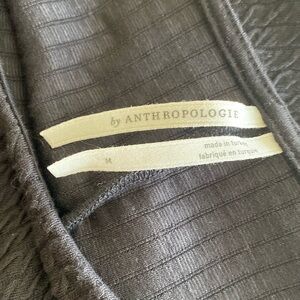 by ANTHROPOLOGIE
M
made in turkey
fabriqué en turquie